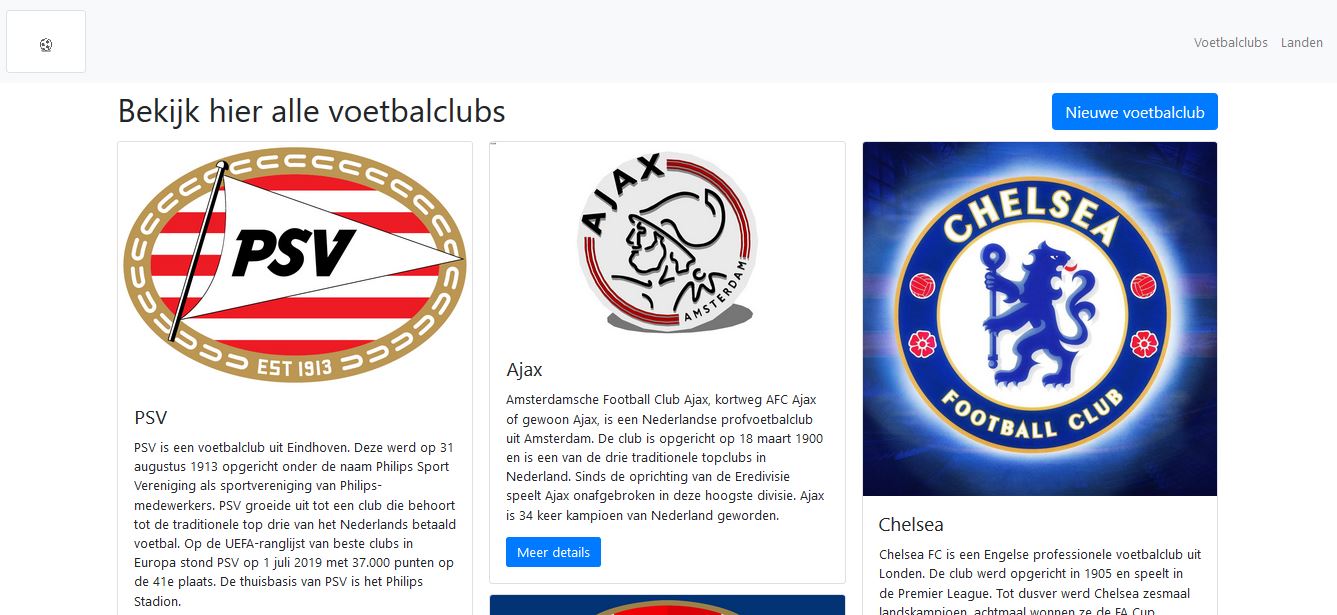 Voetbalclubs Landen
Bekijk hier alle voetbalclubs
Nieuwe voetbalclub
PSV
EST 1913
PSV
PSV is een voetbalclub uit Eindhoven. Deze werd op 31
augustus 1913 opgericht onder de naam Philips Sport
Vereniging als sportvereniging van Philips-
medewerkers. PSV groeide uit tot een club die behoort
tot de traditionele top drie van het Nederlands betaald
voetbal. Op de UEFA-ranglijst van beste clubs in
Europa stond PSV op 1 juli 2019 met 37.000 punten op
de 41e plaats. De thuisbasis van PSV is het Philips
Stadion.
AJAX
AMSTERDAM
Ajax
Amsterdamsche Football Club Ajax, kortweg AFC Ajax
of gewoon Ajax, is een Nederlandse profvoetbalclub
uit Amsterdam. De club is opgericht op 18 maart 1900
en is een van de drie traditionele topclubs in
Nederland. Sinds de oprichting van de Eredivisie
speelt Ajax onafgebroken in deze hoogste divisie. Ajax
is 34 keer kampioen van Nederland geworden.
Meer details
CHELSEA
FOOTBALL CLUB
Chelsea
Chelsea FC is een Engelse professionele voetbalclub uit
Londen. De club werd opgericht in 1905 en speelt in
de Premier League. Tot dusver werd Chelsea zesmaal
landskampioen, achtmaal wonnen ze de FA Cup,